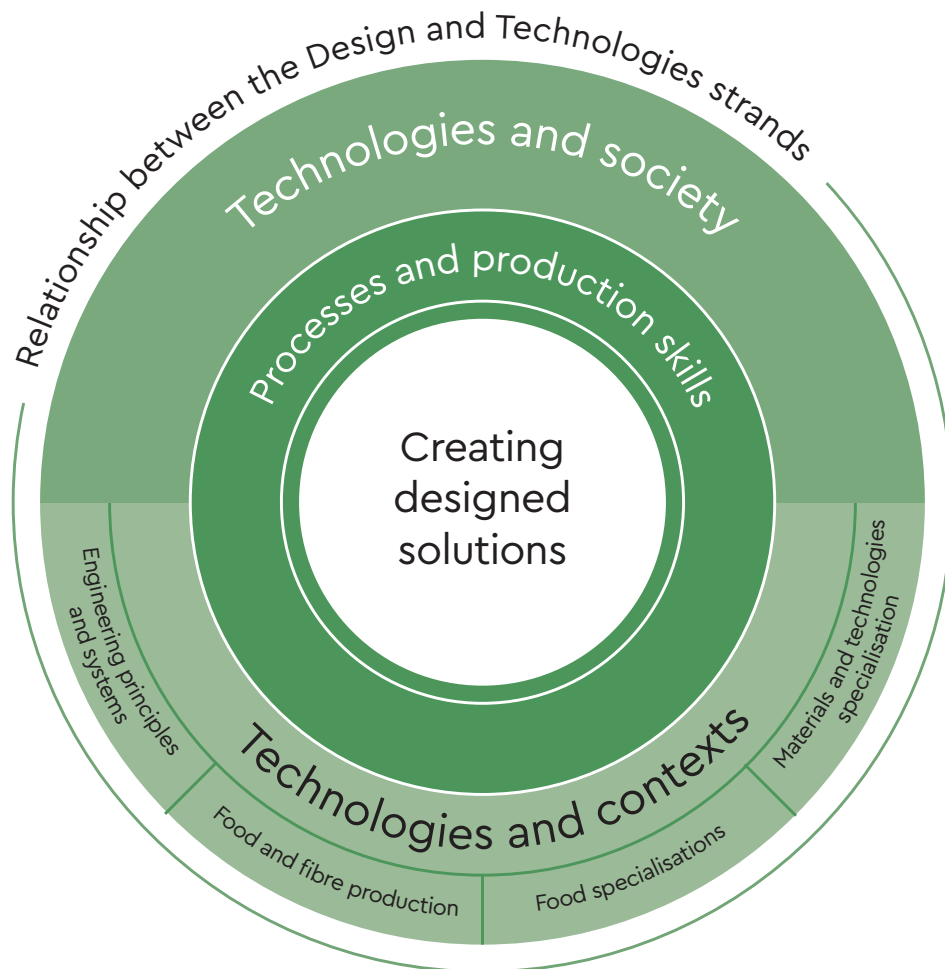 Relationship between the Design and Technologies strands
Technologies and society
Processes and production skills
Creating
designed
solutions
Technologies and contexts
Engineering principles
and systems
Food and fibre production
Food specialisations
Materials and technologies
specialisation